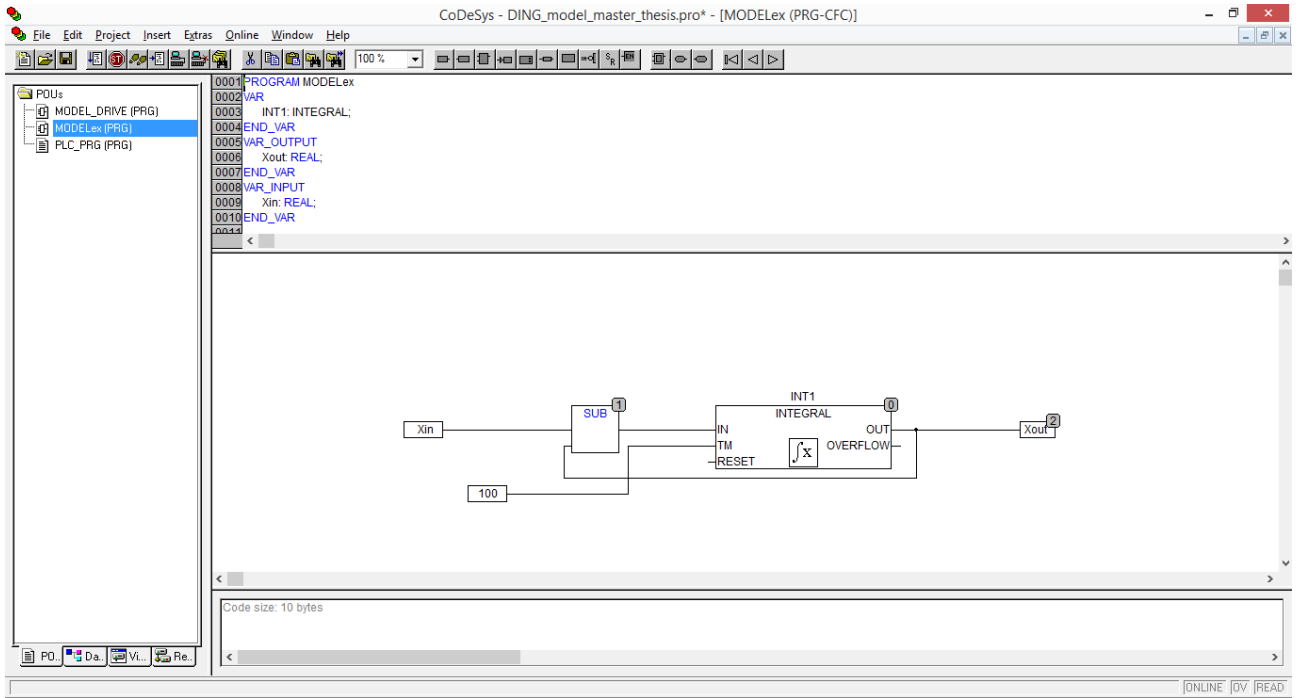 CoDeSys - DING_model_master_thesis.pro* - [MODELex (PRG-CFC)]
File Edit Project Insert Extras Online Window Help
100 %
POUs
MODEL_DRIVE (PRG)
MODELex (PRG)
PLC_PRG (PRG)
0001 PROGRAM MODELex
0002 VAR
0003 INT1: INTEGRAL;
0004 END_VAR
0005 VAR_OUTPUT
0006 Xout: REAL;
0007 END_VAR
0008 VAR_INPUT
0009 Xin: REAL;
0010 END_VAR
0011
INT1
SUB 1
INTEGRAL 0
Xin
IN OUT
Xout 2
TM OVERFLOW
∫x
RESET
100
Code size: 10 bytes
PO.. Da.. Vi... Re..
ONLINE OV READ